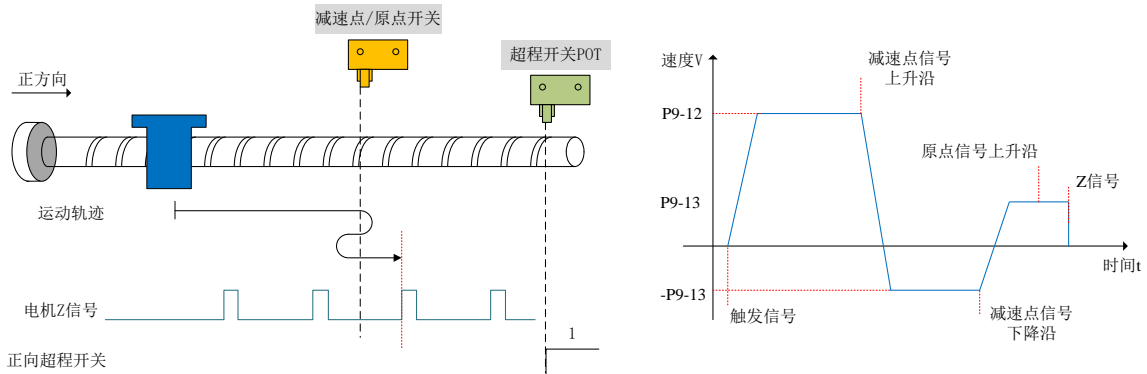 减速点/原点开关
超程开关POT
正方向
运动轨迹
电机Z信号
正向超程开关
1
速度V
减速点信号
上升沿
P9-12
原点信号上升沿
Z信号
P9-13
时间t
-P9-13
触发信号
减速点信号
下降沿